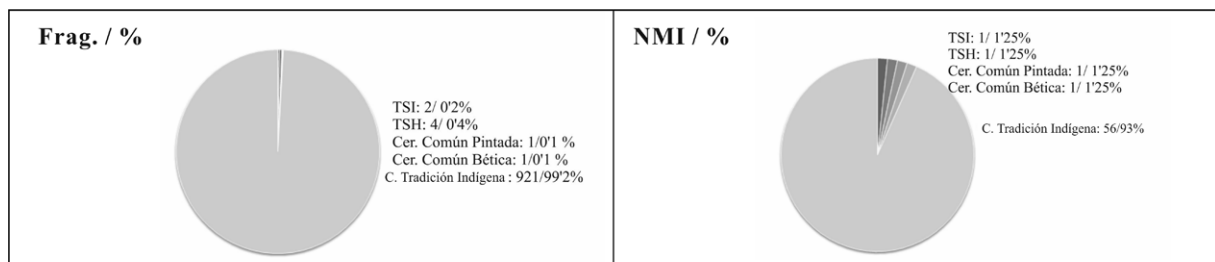 Frag. / %
TSI: 2/ 0'2%
TSH: 4/ 0'4%
Cer. Común Pintada: 1/0'1 %
Cer. Común Bética: 1/0'1 %
C. Tradición Indígena : 921/99'2%
NMI / %
TSI: 1/ 1'25%
TSH: 1/ 1'25%
Cer. Común Pintada: 1/ 1'25%
Cer. Común Bética: 1/ 1'25%
C. Tradición Indígena: 56/93%